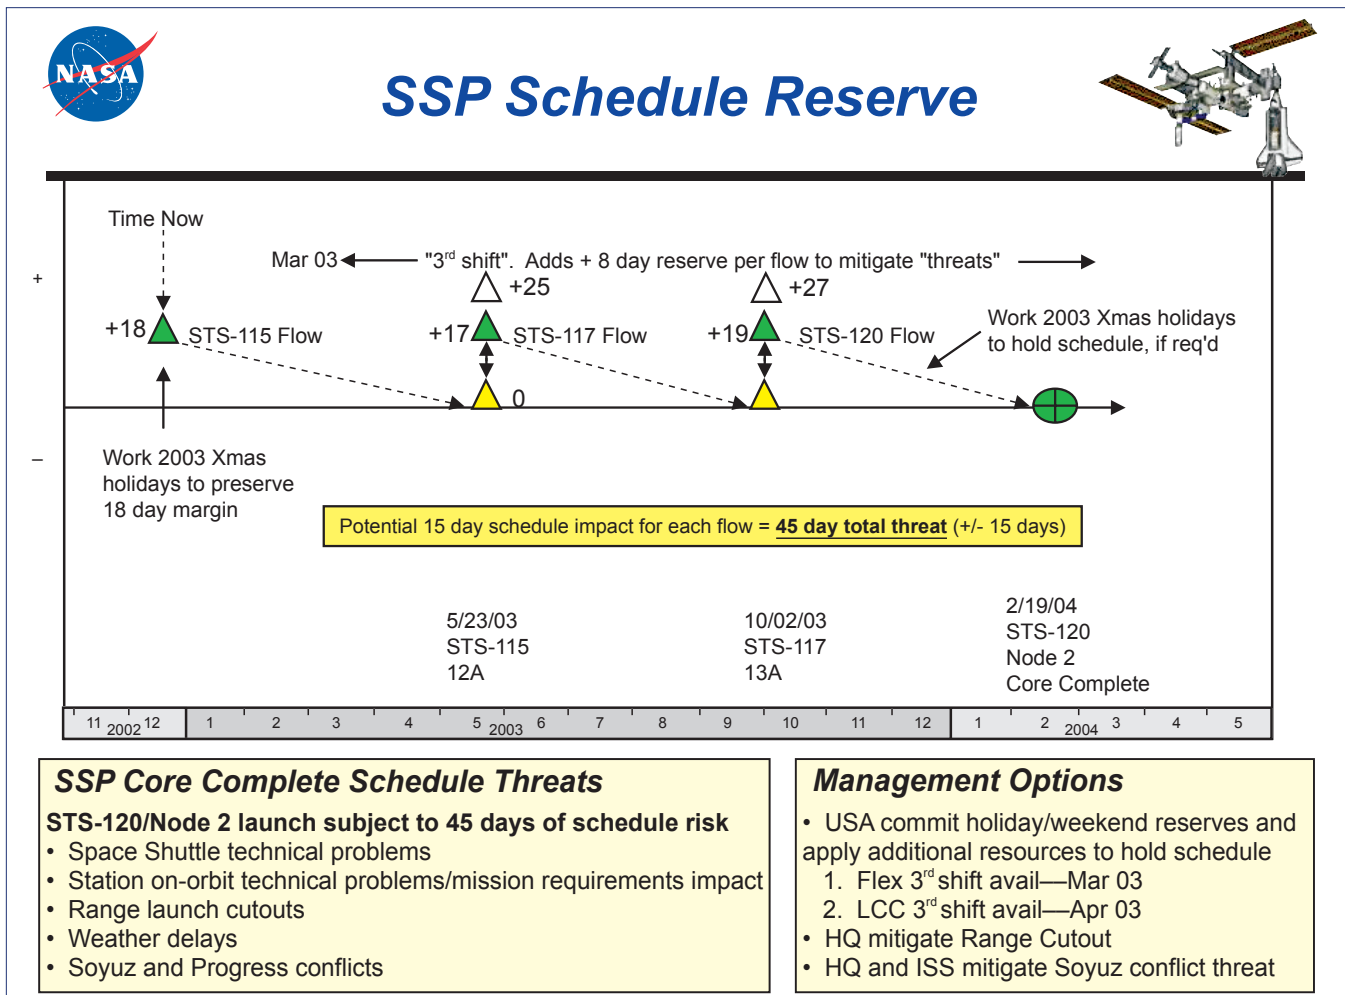 NASA
SSP Schedule Reserve
Time Now
Mar 03
"3rd shift".  Adds + 8 day reserve per flow to mitigate "threats"
+
+25
+27
+18
STS-115 Flow
+17
STS-117 Flow
+19
STS-120 Flow
Work 2003 Xmas holidays
to hold schedule, if req'd
0
–
Work 2003 Xmas
holidays to preserve
18 day margin
Potential 15 day schedule impact for each flow = 45 day total threat (+/- 15 days)
5/23/03
STS-115
12A
10/02/03
STS-117
13A
2/19/04
STS-120
Node 2
Core Complete
11 12 1 2 3 4 5 6 7 8 9 10 11 12 1 2 3 4 5
2002 2003 2004
SSP Core Complete Schedule Threats
STS-120/Node 2 launch subject to 45 days of schedule risk
• Space Shuttle technical problems
• Station on-orbit technical problems/mission requirements impact
• Range launch cutouts
• Weather delays
• Soyuz and Progress conflicts
Management Options
• USA commit holiday/weekend reserves and
apply additional resources to hold schedule
1. Flex 3rd shift avail—Mar 03
2. LCC 3rd shift avail—Apr 03
• HQ mitigate Range Cutout
• HQ and ISS mitigate Soyuz conflict threat